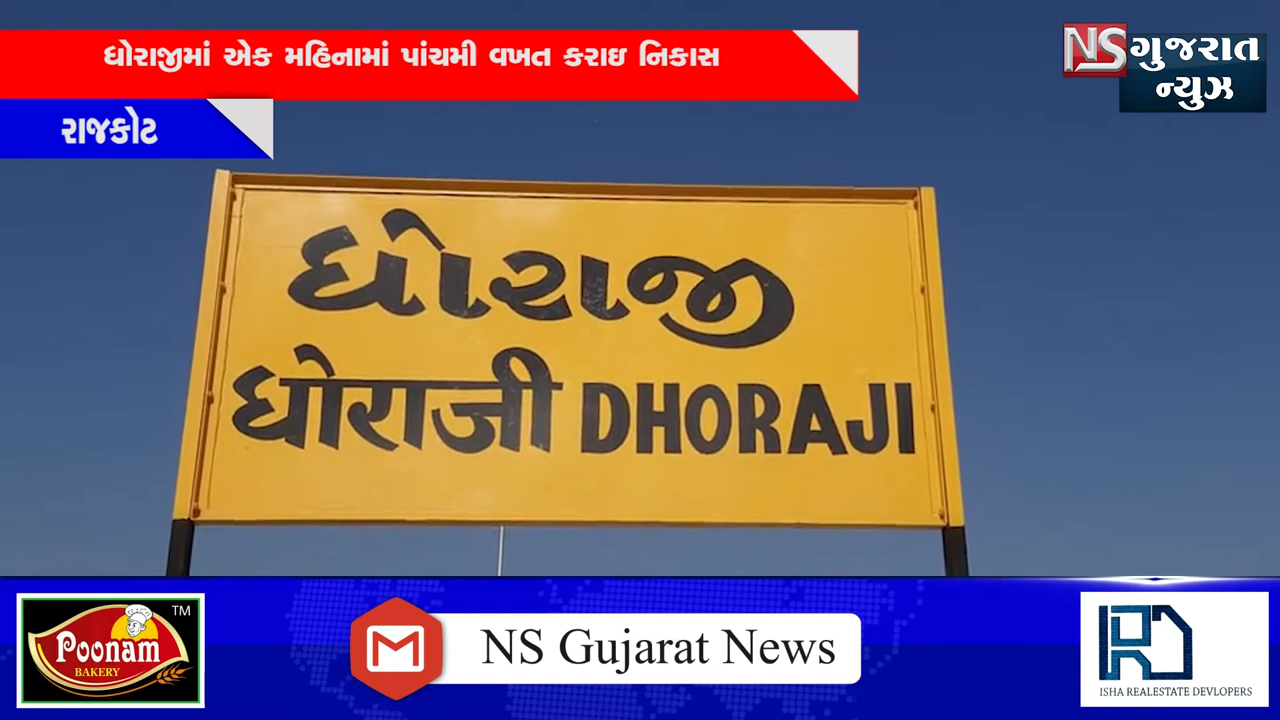 ધોરાજીમાં એક મહિનામાં પાંચમી વખત કરાઇ નિકાસ
NS ગુજરાત
ન્યુઝ
રાજકોટ
ધોરાજી
धोराजी DHORAJI
Poonam
BAKERY
TM
NS Gujarat News
ISHA REALESTATE DEVLOPERS